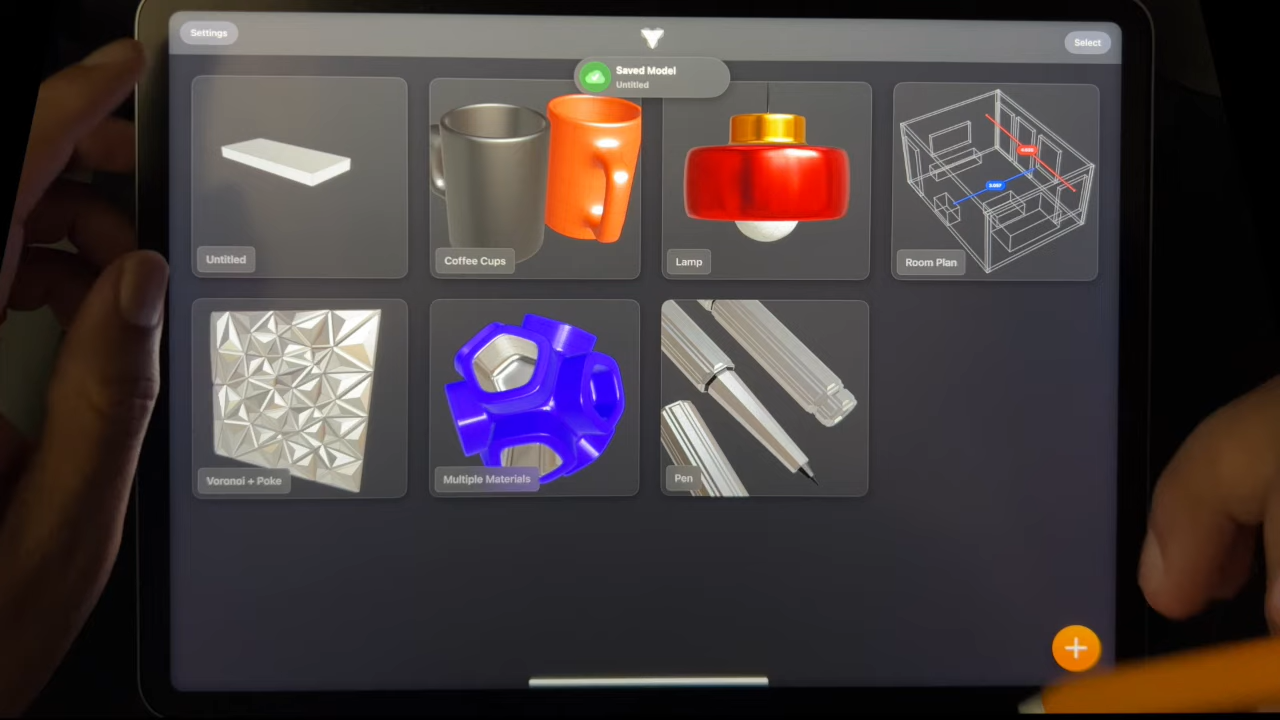 Settings
Select
Saved Model
Untitled
Untitled
Coffee Cups
Lamp
Room Plan
Voronoi + Poke
Multiple Materials
Pen